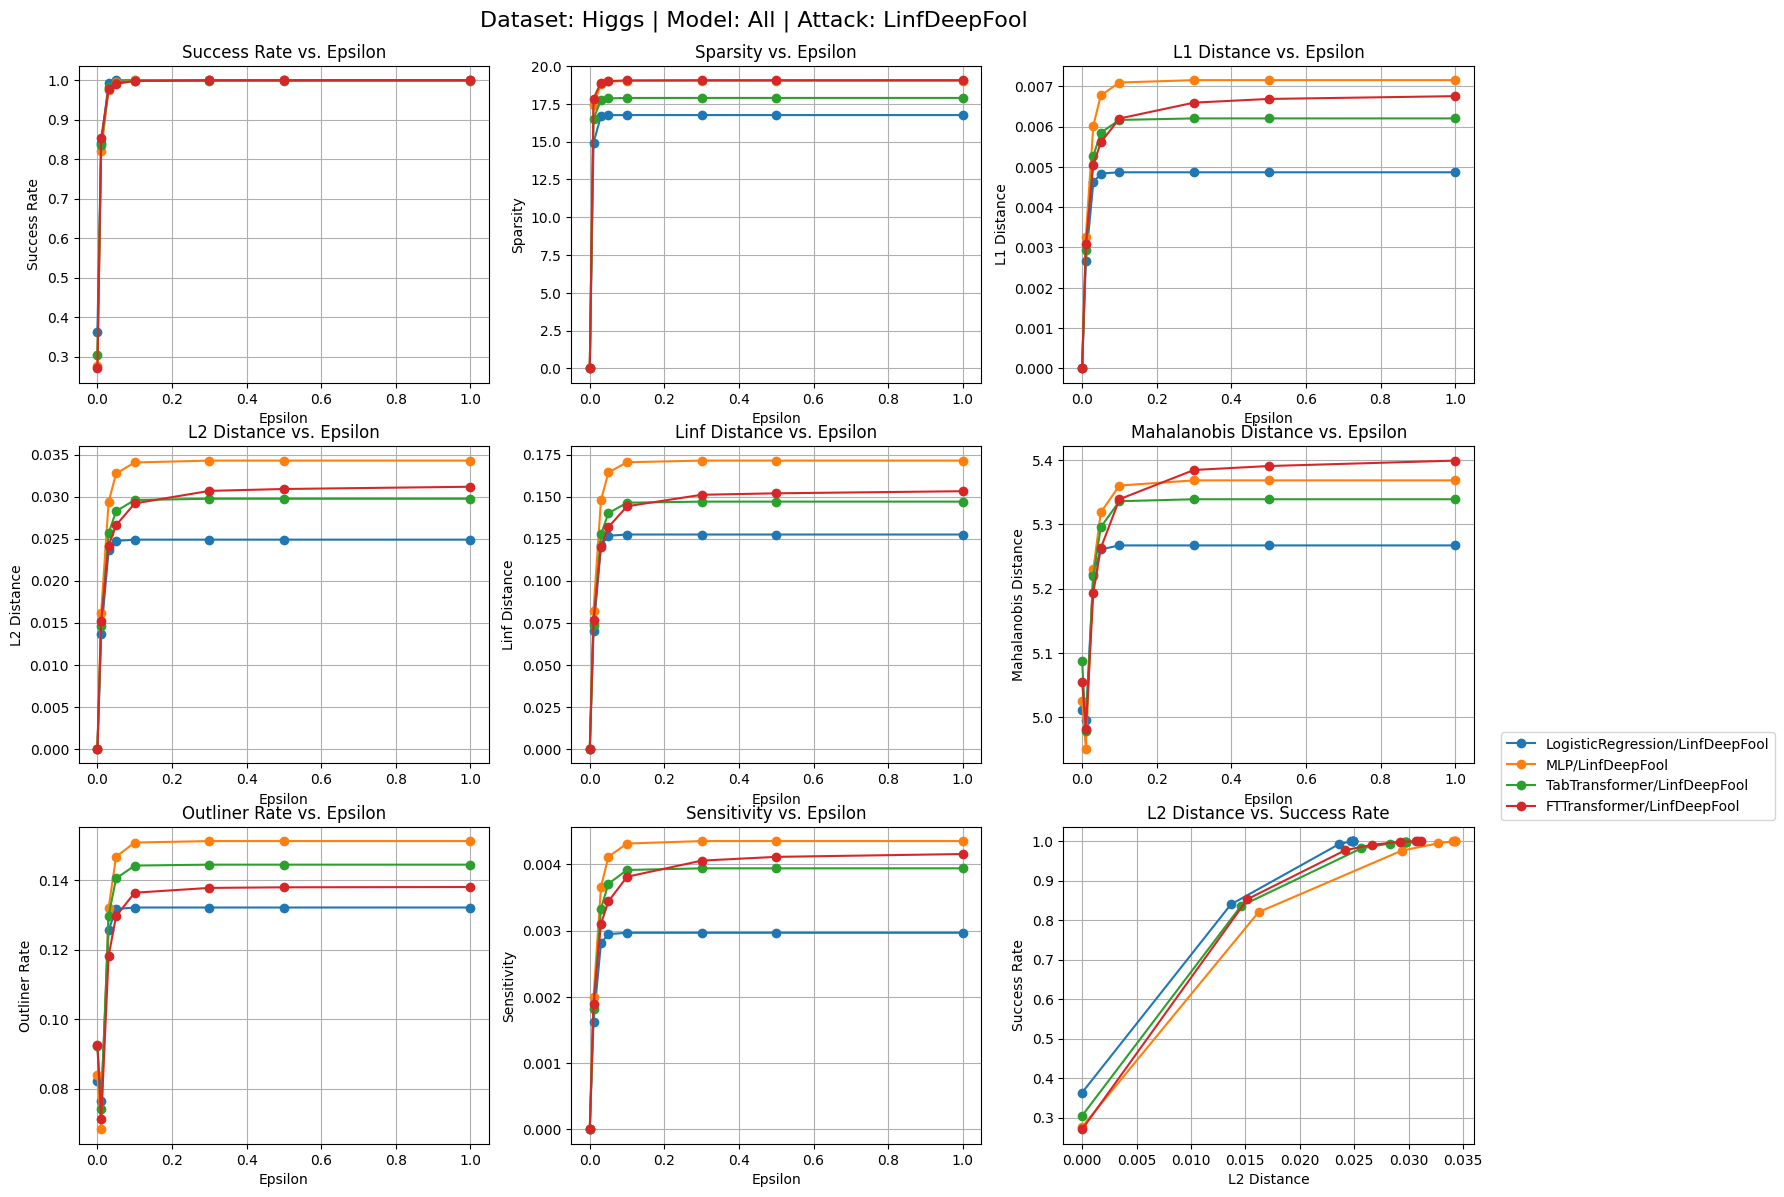 Dataset: Higgs | Model: All | Attack: LinfDeepFool
Success Rate vs. Epsilon
Success Rate
1.0
0.9
0.8
0.7
0.6
0.5
0.4
0.3
0.0 0.2 0.4 0.6 0.8 1.0
Epsilon
Sparsity vs. Epsilon
Sparsity
20.0
17.5
15.0
12.5
10.0
7.5
5.0
2.5
0.0
0.0 0.2 0.4 0.6 0.8 1.0
Epsilon
L1 Distance vs. Epsilon
L1 Distance
0.007
0.006
0.005
0.004
0.003
0.002
0.001
0.000
0.0 0.2 0.4 0.6 0.8 1.0
Epsilon
L2 Distance vs. Epsilon
L2 Distance
0.035
0.030
0.025
0.020
0.015
0.010
0.005
0.000
0.0 0.2 0.4 0.6 0.8 1.0
Epsilon
Linf Distance vs. Epsilon
Linf Distance
0.175
0.150
0.125
0.100
0.075
0.050
0.025
0.000
0.0 0.2 0.4 0.6 0.8 1.0
Epsilon
Mahalanobis Distance vs. Epsilon
Mahalanobis Distance
5.4
5.3
5.2
5.1
5.0
0.0 0.2 0.4 0.6 0.8 1.0
Epsilon
LogisticRegression/LinfDeepFool
MLP/LinfDeepFool
TabTransformer/LinfDeepFool
FTTransformer/LinfDeepFool
Outliner Rate vs. Epsilon
Outliner Rate
0.14
0.12
0.10
0.08
0.0 0.2 0.4 0.6 0.8 1.0
Epsilon
Sensitivity vs. Epsilon
Sensitivity
0.004
0.003
0.002
0.001
0.000
0.0 0.2 0.4 0.6 0.8 1.0
Epsilon
L2 Distance vs. Success Rate
Success Rate
1.0
0.9
0.8
0.7
0.6
0.5
0.4
0.3
0.000 0.005 0.010 0.015 0.020 0.025 0.030 0.035
L2 Distance